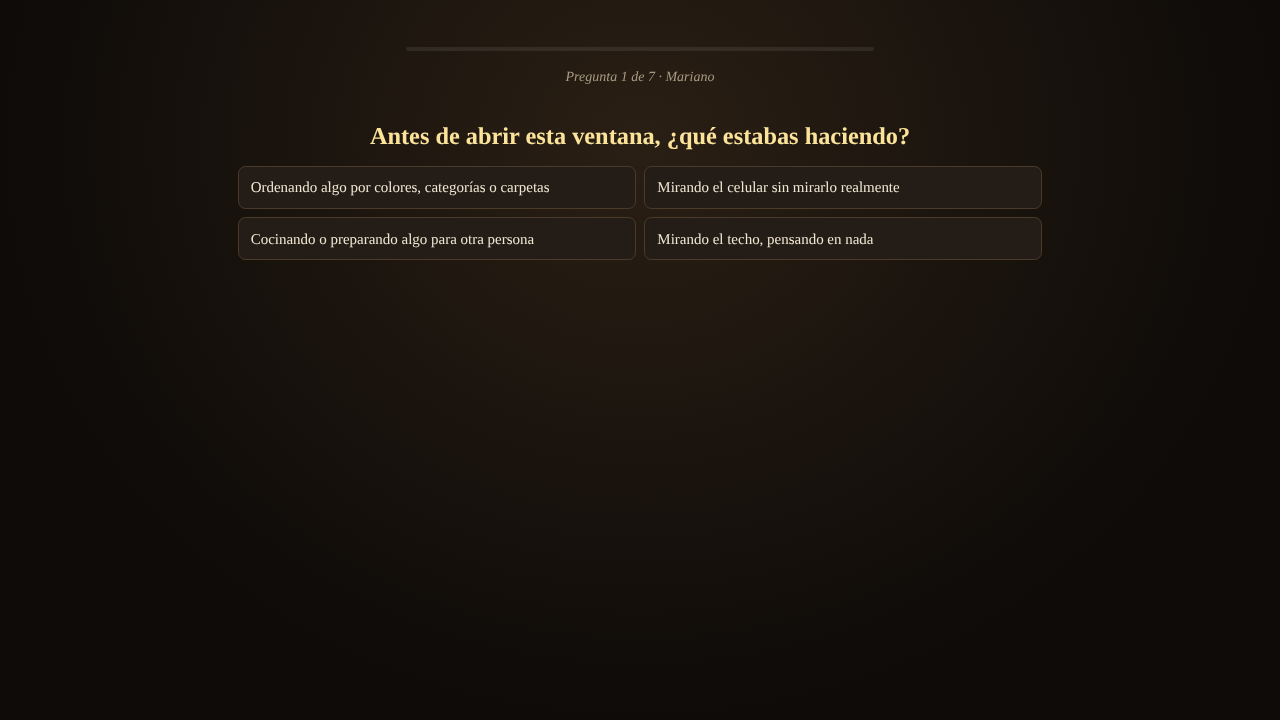 Pregunta 1 de 7 · Mariano
Antes de abrir esta ventana, ¿qué estabas haciendo?
Ordenando algo por colores, categorías o carpetas
Mirando el celular sin mirarlo realmente
Cocinando o preparando algo para otra persona
Mirando el techo, pensando en nada